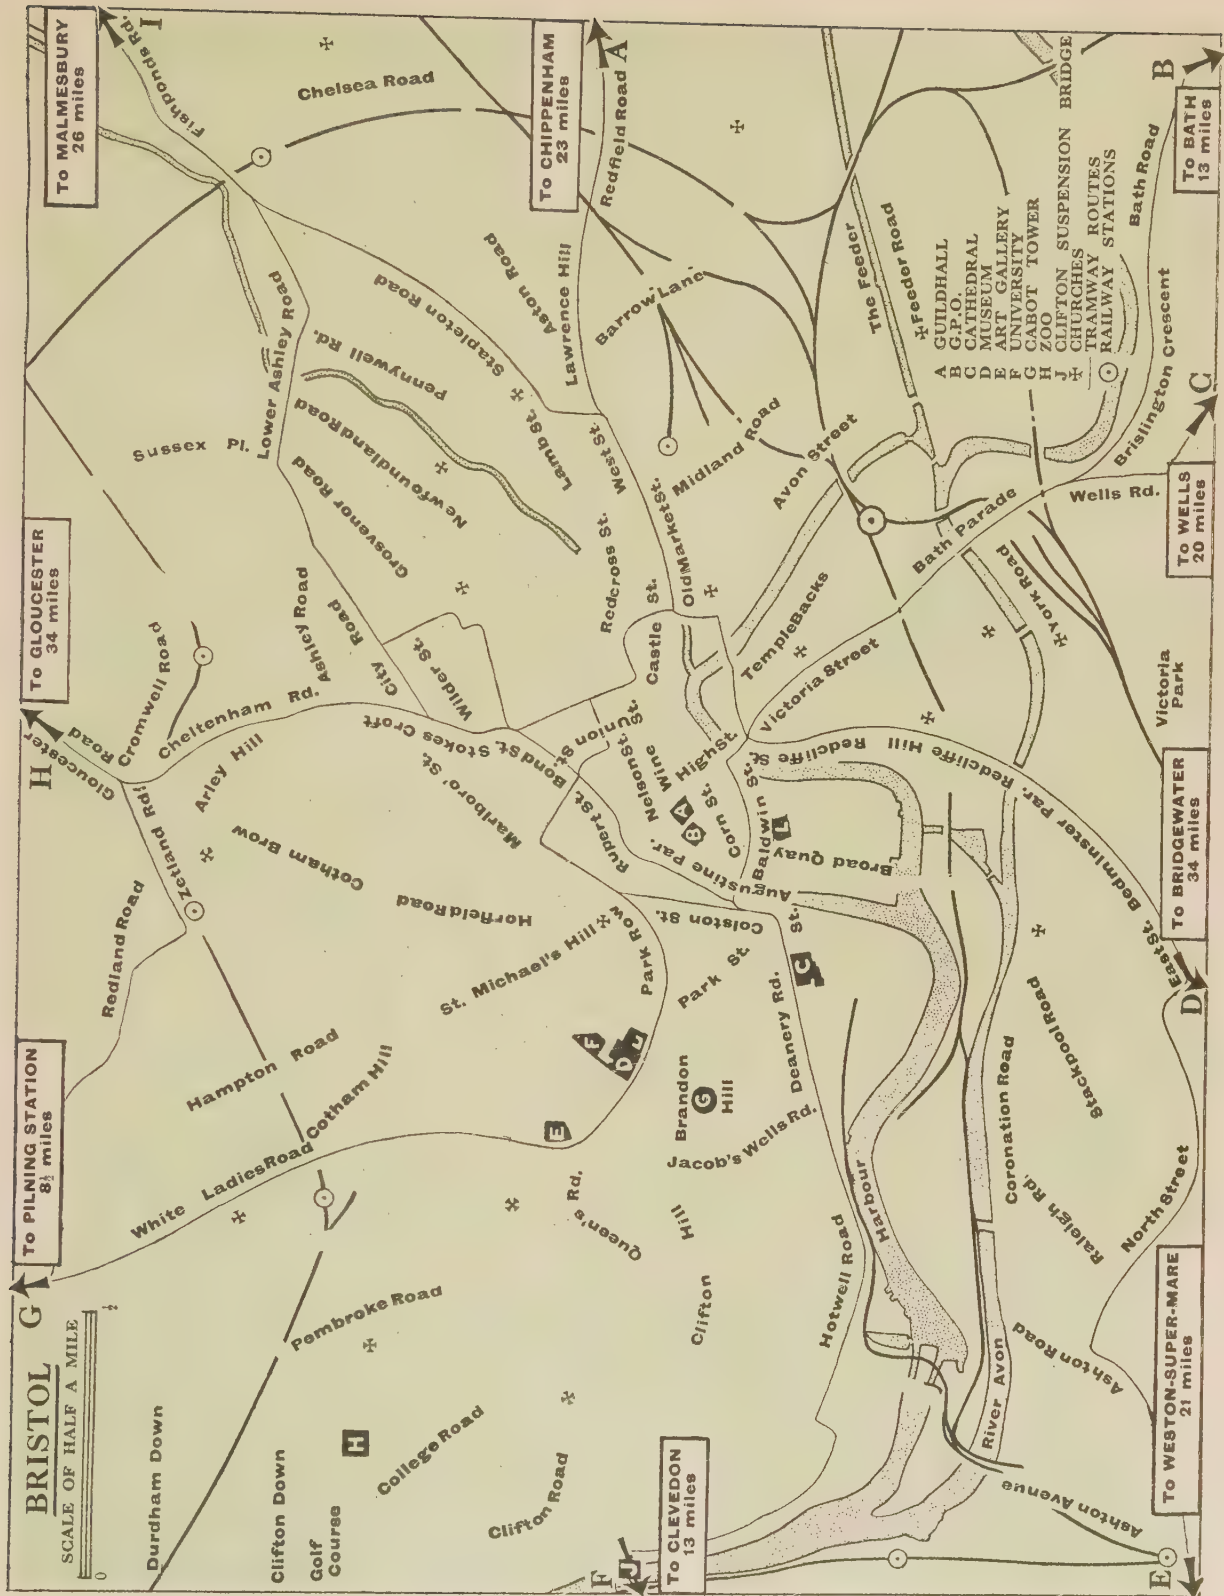 BRISTOL
SCALE OF HALF A MILE
0
½
G
To PILNING STATION
8½ miles
H
To GLOUCESTER
34 miles
I
To MALMESBURY
26 miles
A
To CHIPPENHAM
23 miles
B
To BATH
13 miles
C
To WELLS
20 miles
D
To BRIDGEWATER
34 miles
E
To WESTON-SUPER-MARE
21 miles
F
J
To CLEVEDON
13 miles
Durdham Down
Clifton Down
Golf
Course
H
College Road
Clifton Road
Pembroke Road
White Ladies Road
Hampton Road
Cotham Hill
Redland Road
Zetland Rd.
Gloucester Road
Cromwell Road
Cheltenham Rd.
Arley Hill
Cotham Brow
Horfield Road
St. Michael's Hill
Marlboro' St.
Stokes Croft
City Road
Ashley Road
Wilder St.
Grosvenor Road
Newfoundland Road
Sussex Pl.
Lower Ashley Road
Pennywell Rd.
Stapleton Road
Fishponds Rd.
Chelsea Road
Aston Road
Lawrence Hill
Redfield Road
Barrow Lane
Lamb St.
West St.
Redcross St.
Old Market St.
Midland Road
Castle St.
Bond St.
Union St.
Nelson St.
Wine St.
High St.
Corn St.
Rupert St.
Augustine Par.
Baldwin St.
Broad Quay
Colston St.
Park Row
Park St.
St.
Deanery Rd.
Queen's Rd.
Brandon
Hill
Jacob's Wells Rd.
Clifton Hill
Hotwell Road
Harbour
A
B
C
D
E
F
G
L
L
Temple Backs
Victoria Street
Avon Street
Bath Parade
The Feeder
Feeder Road
York Road
Wells Rd.
Brislington Crescent
Bath Road
Victoria
Park
Redcliffe St.
Redcliffe Hill
Bedminster Par.
East St.
Stackpool Road
Coronation Road
Raleigh Rd.
North Street
Ashton Road
River Avon
Ashton Avenue
A GUILDHALL
B G.P.O.
C CATHEDRAL
D MUSEUM
E ART GALLERY
F UNIVERSITY
G CABOT TOWER
H ZOO
J CLIFTON SUSPENSION BRIDGE
CHURCHES
TRAMWAY ROUTES
RAILWAY STATIONS